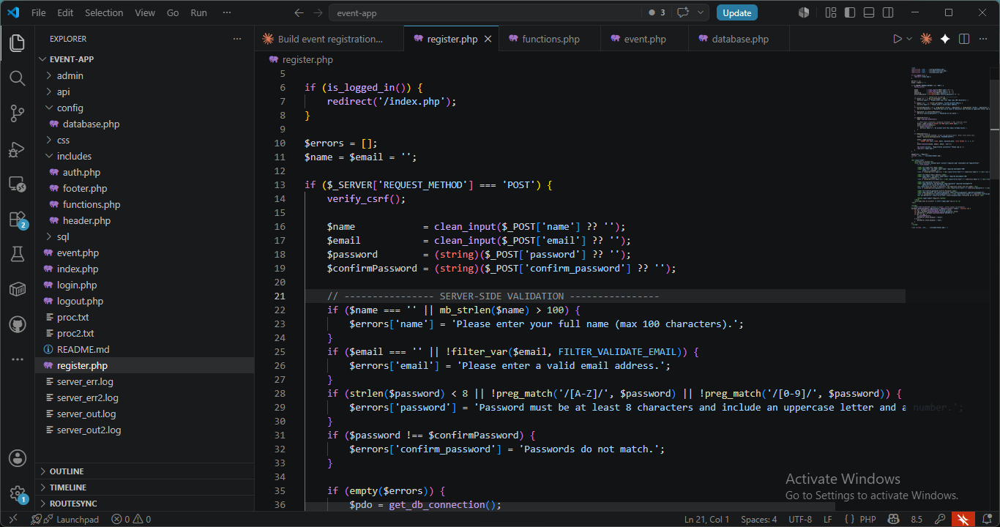 File Edit Selection View Go Run ··· event-app 3 Update
EXPLORER ···
Build event registration... register.php functions.php event.php database.php ···
EVENT-APP
register.php
admin
api
config
database.php
css
includes
auth.php
footer.php
functions.php
header.php
sql
event.php
index.php
login.php
logout.php
proc.txt
proc2.txt
README.md
register.php
server_err.log
server_err2.log
server_out.log
server_out2.log
OUTLINE
TIMELINE
ROUTESYNC
2
1
5
6 if (is_logged_in()) {
7 redirect('/index.php');
8 }
9
10 $errors = [];
11 $name = $email = '';
12
13 if ($_SERVER['REQUEST_METHOD'] === 'POST') {
14 verify_csrf();
15
16 $name = clean_input($_POST['name'] ?? '');
17 $email = clean_input($_POST['email'] ?? '');
18 $password = (string)($_POST['password'] ?? '');
19 $confirmPassword = (string)($_POST['confirm_password'] ?? '');
20
21 // ---------------- SERVER-SIDE VALIDATION ----------------
22 if ($name === '' || mb_strlen($name) > 100) {
23 $errors['name'] = 'Please enter your full name (max 100 characters).';
24 }
25 if ($email === '' || !filter_var($email, FILTER_VALIDATE_EMAIL)) {
26 $errors['email'] = 'Please enter a valid email address.';
27 }
28 if (strlen($password) < 8 || !preg_match('/[A-Z]/', $password) || !preg_match('/[0-9]/', $password)) {
29 $errors['password'] = 'Password must be at least 8 characters and include an uppercase letter and a number.';
30 }
31 if ($password !== $confirmPassword) {
32 $errors['confirm_password'] = 'Passwords do not match.';
33 }
34
35 if (empty($errors)) {
36 $pdo = get_db_connection();
Activate Windows
Go to Settings to activate Windows.
Launchpad 0 0 Ln 21, Col 1 Spaces: 4 UTF-8 LF { } PHP 8.5